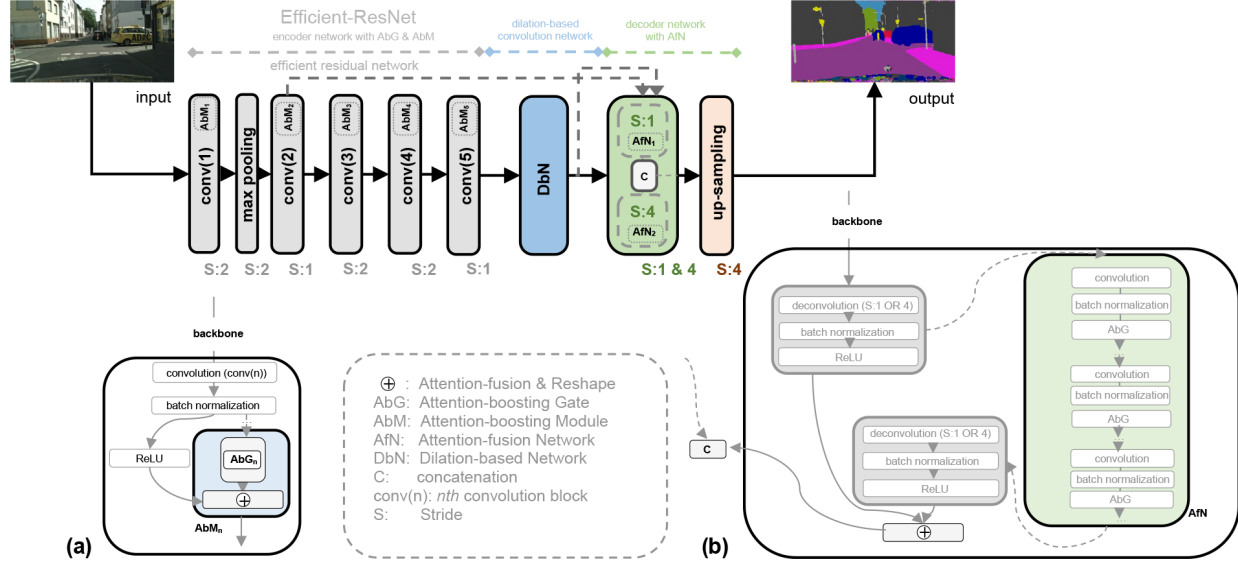 Efficient-ResNet
encoder network with AbG & AbM
dilation-based
convolution network
decoder network
with AfN
efficient residual network
input
output
AbM1
conv(1)
max pooling
AbM2
conv(2)
AbM3
conv(3)
AbM4
conv(4)
AbM5
conv(5)
DbN
S:1
AfN1
C
S:4
AfN2
up-sampling
S:2
S:2
S:1
S:2
S:2
S:1
S:1 & 4
S:4
backbone
convolution (conv(n))
batch normalization
...
ReLU
AbGn
⊕
AbMn
(a)
⊕: Attention-fusion & Reshape
AbG: Attention-boosting Gate
AbM: Attention-boosting Module
AfN: Attention-fusion Network
DbN: Dilation-based Network
C: concatenation
conv(n): nth convolution block
S: Stride
backbone
deconvolution (S:1 OR 4)
batch normalization
ReLU
deconvolution (S:1 OR 4)
batch normalization
ReLU
C
⊕
(b)
convolution
batch normalization
AbG
...
convolution
batch normalization
AbG
...
convolution
batch normalization
AbG
...
AfN